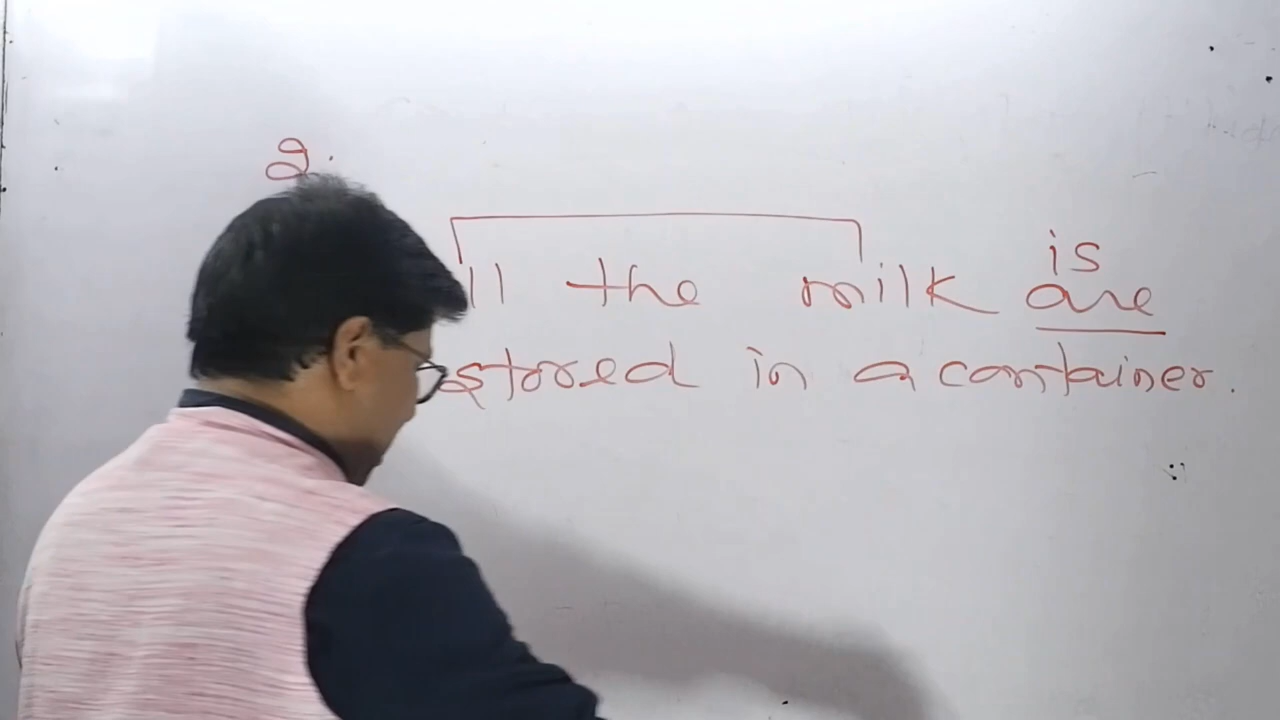 2.
is
ll the milk are
stored in a container.